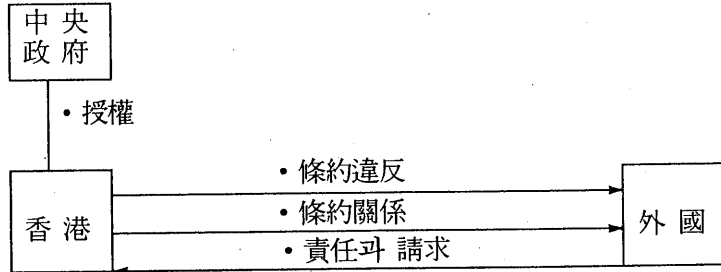 中央
政府
• 授權
• 條約違反
香港
• 條約關係
外國
• 責任과 請求